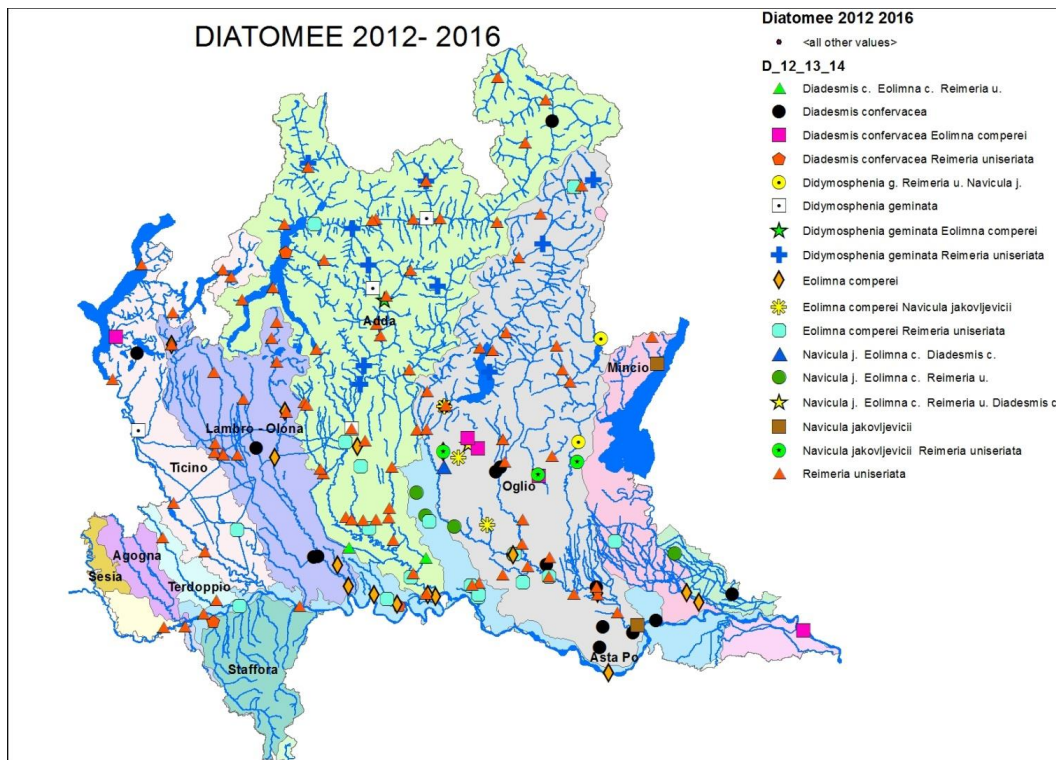 DIATOMEE 2012- 2016
Diatomee 2012 2016
<all other values>
D_12_13_14
Diadesmis c. Eolimna c. Reimeria u.
Diadesmis confervacea
Diadesmis confervacea Eolimna comperei
Diadesmis confervacea Reimeria uniseriata
Didymosphenia g. Reimeria u. Navicula j.
Didymosphenia geminata
Didymosphenia geminata Eolimna comperei
Didymosphenia geminata Reimeria uniseriata
Eolimna comperei
Eolimna comperei Navicula jakovljevicii
Eolimna comperei Reimeria uniseriata
Navicula j. Eolimna c. Diadesmis c.
Navicula j. Eolimna c. Reimeria u.
Navicula j. Eolimna c. Reimeria u. Diadesmis c
Navicula jakovljevicii
Navicula jakovljevicii Reimeria uniseriata
Reimeria uniseriata
Adda
Mincio
Lambro - Olona
Ticino
Oglio
Agogna
Sesia
Terdoppio
Staffora
Asta Po